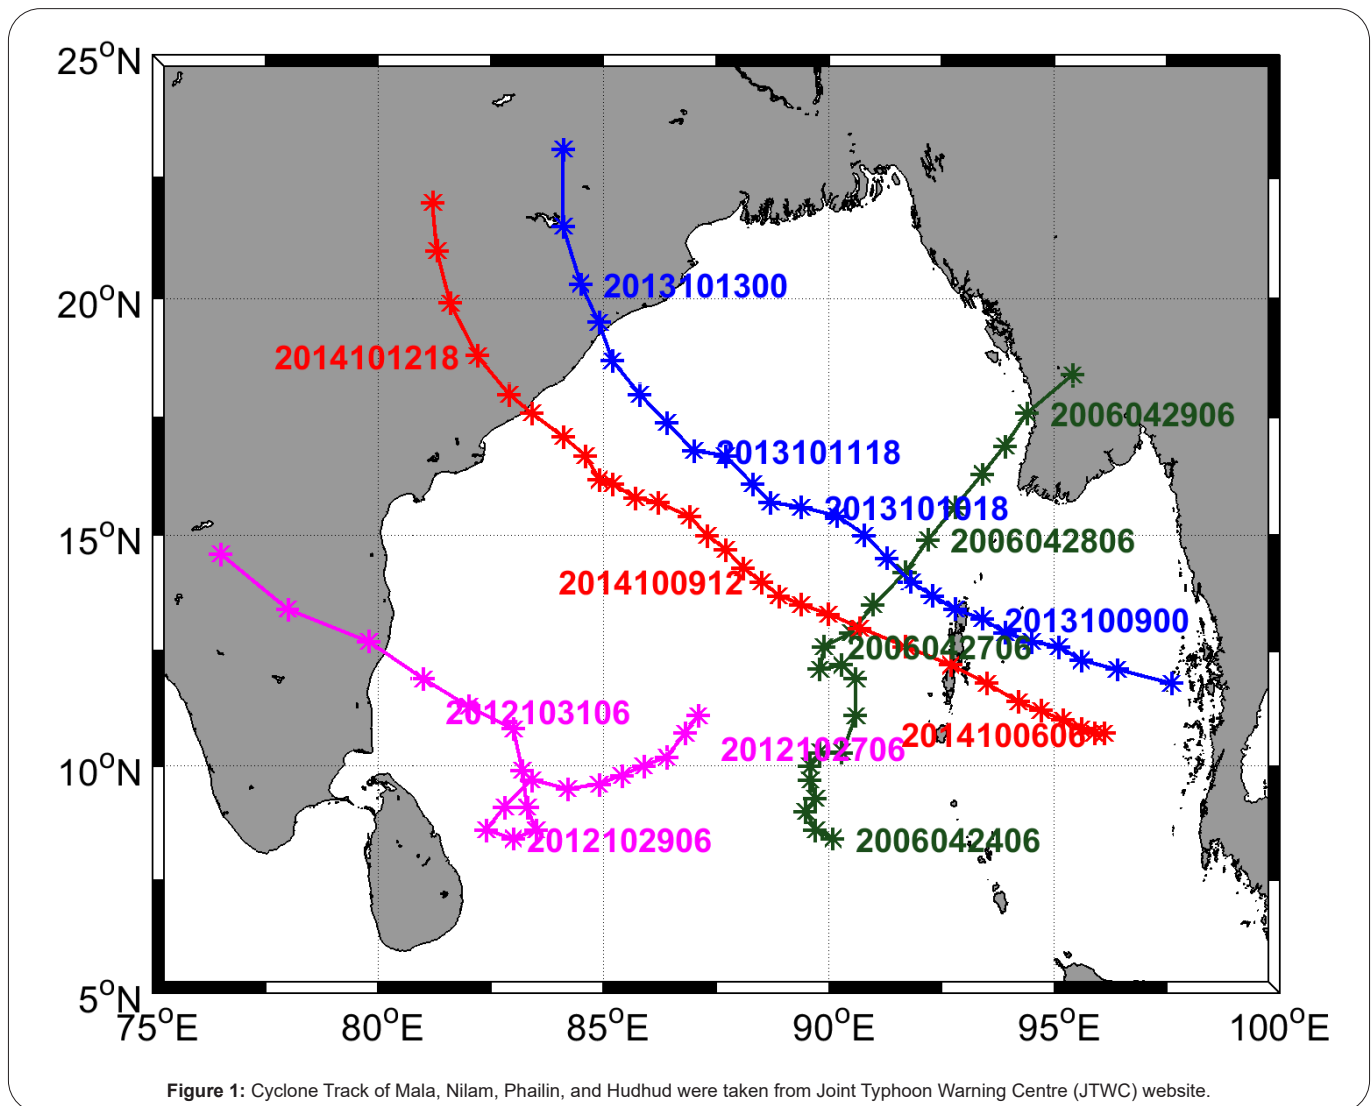 25°N
2013101300
20°N
2014101218
2006042906
2013101118
2013101018
15°N
2006042806
2014100912
2013100900
2006042706
2012103106
2014100606
2012102706
10°N
2012102906
2006042406
5°N
75°E 80°E 85°E 90°E 95°E 100°E
Figure 1: Cyclone Track of Mala, Nilam, Phailin, and Hudhud were taken from Joint Typhoon Warning Centre (JTWC) website.